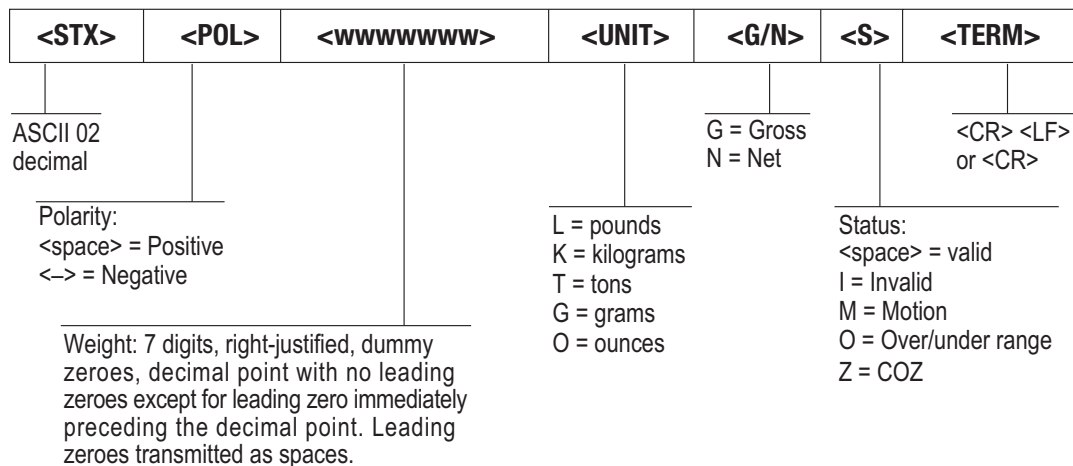 <STX> <POL> <wwwwwww> <UNIT> <G/N> <S> <TERM>
ASCII 02
decimal
G = Gross
N = Net
<CR> <LF>
or <CR>
Polarity:
<space> = Positive
<–> = Negative
L = pounds
K = kilograms
T = tons
G = grams
O = ounces
Status:
<space> = valid
I = Invalid
M = Motion
O = Over/under range
Z = COZ
Weight: 7 digits, right-justified, dummy
zeroes, decimal point with no leading
zeroes except for leading zero immediately
preceding the decimal point. Leading
zeroes transmitted as spaces.